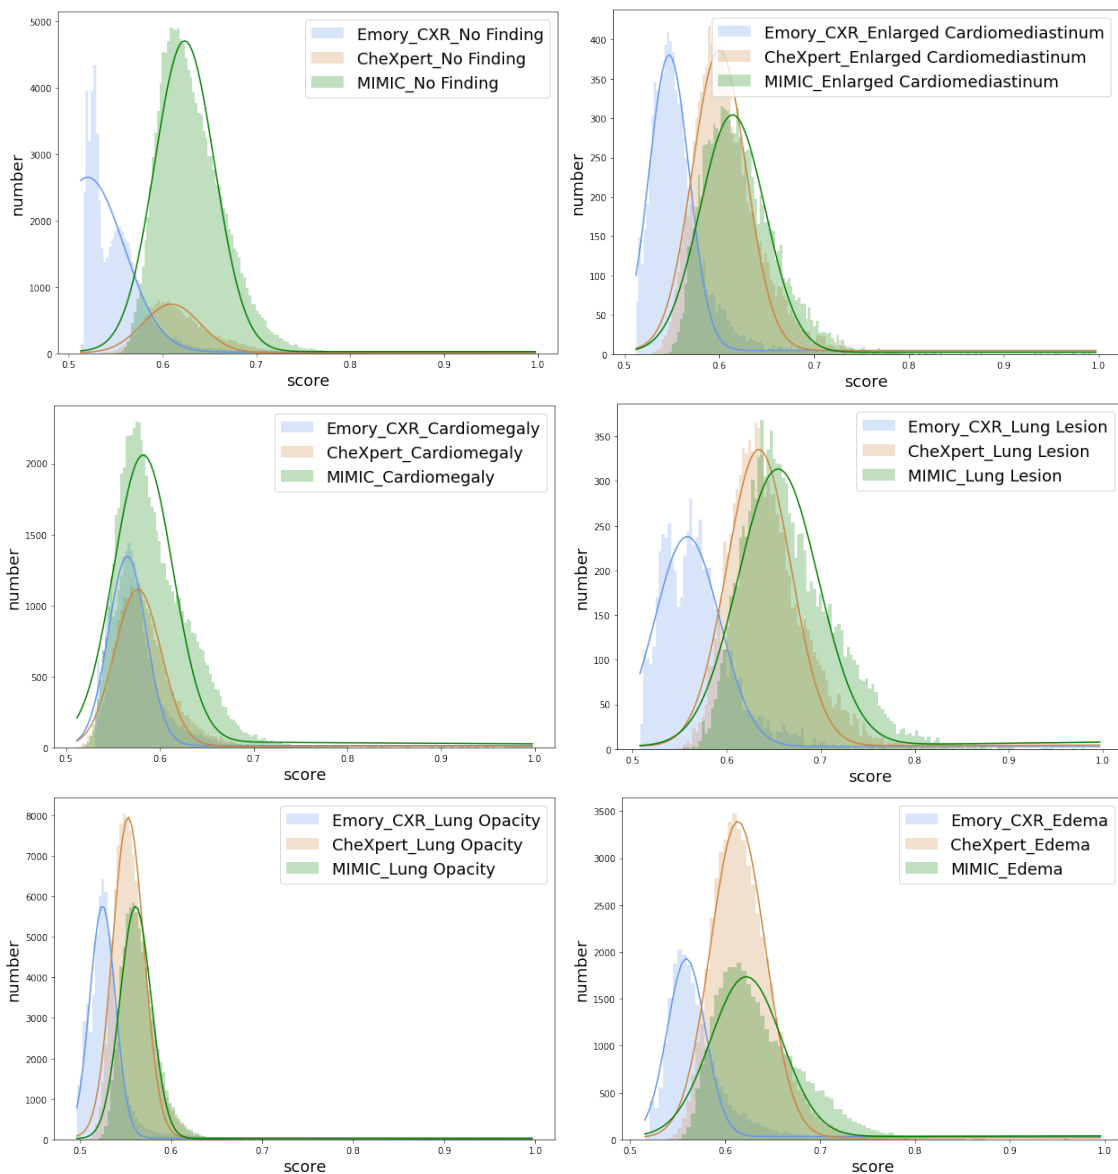 Emory_CXR_No Finding
CheXpert_No Finding
MIMIC_No Finding
number
5000
4000
3000
2000
1000
0
0.5 0.6 0.7 0.8 0.9 1.0
score
Emory_CXR_Enlarged Cardiomediastinum
CheXpert_Enlarged Cardiomediastinum
MIMIC_Enlarged Cardiomediastinum
number
400
350
300
250
200
150
100
50
0
0.5 0.6 0.7 0.8 0.9 1.0
score
Emory_CXR_Cardiomegaly
CheXpert_Cardiomegaly
MIMIC_Cardiomegaly
number
2000
1500
1000
500
0
0.5 0.6 0.7 0.8 0.9 1.0
score
Emory_CXR_Lung Lesion
CheXpert_Lung Lesion
MIMIC_Lung Lesion
number
350
300
250
200
150
100
50
0
0.5 0.6 0.7 0.8 0.9 1.0
score
Emory_CXR_Lung Opacity
CheXpert_Lung Opacity
MIMIC_Lung Opacity
number
8000
7000
6000
5000
4000
3000
2000
1000
0
0.5 0.6 0.7 0.8 0.9 1.0
score
Emory_CXR_Edema
CheXpert_Edema
MIMIC_Edema
number
3500
3000
2500
2000
1500
1000
500
0
0.5 0.6 0.7 0.8 0.9 1.0
score